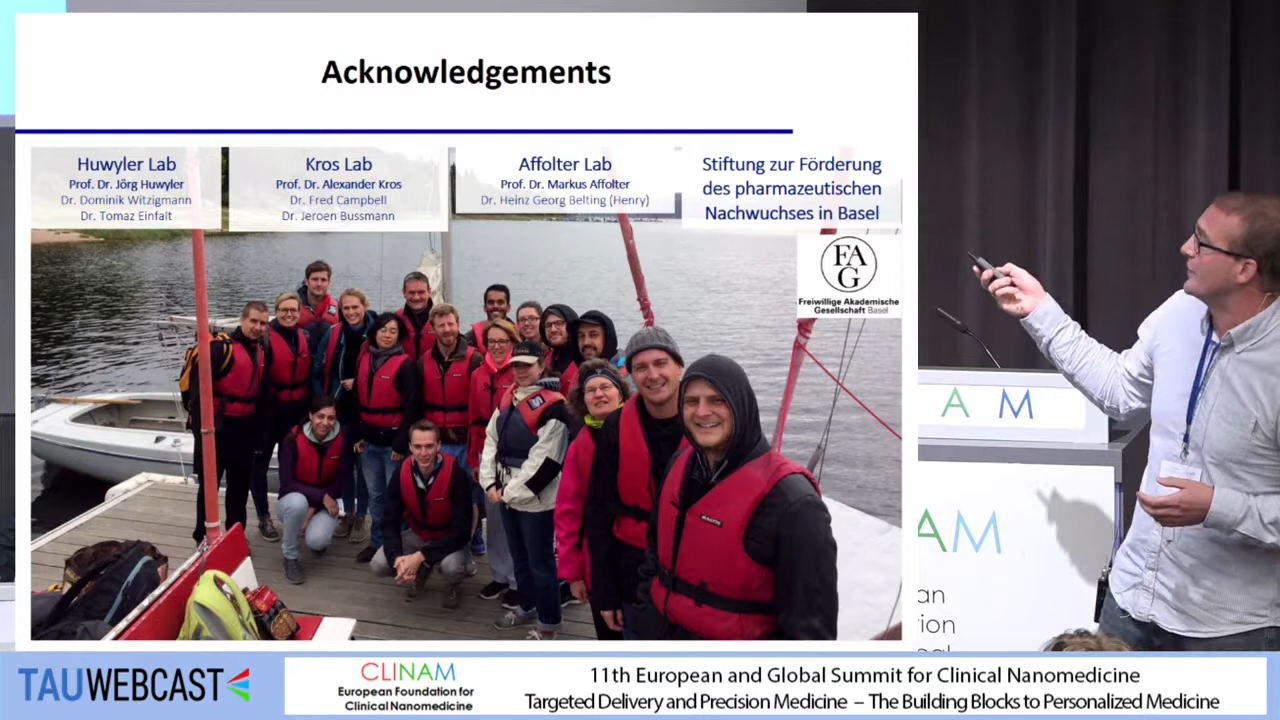 Acknowledgements
Huwyler Lab
Prof. Dr. Jörg Huwyler
Dr. Dominik Witzigmann
Dr. Tomaz Einfalt
Kros Lab
Prof. Dr. Alexander Kros
Dr. Fred Campbell
Dr. Jeroen Bussmann
Affolter Lab
Prof. Dr. Markus Affolter
Dr. Heinz Georg Belting (Henry)
Stiftung zur Förderung
des pharmazeutischen
Nachwuchses in Basel
FA
G
Freiwillige Akademische
Gesellschaft Basel
A M
AM
an
ion
TAUWEBCAST
CLINAM
European Foundation for
Clinical Nanomedicine
11th European and Global Summit for Clinical Nanomedicine
Targeted Delivery and Precision Medicine – The Building Blocks to Personalized Medicine